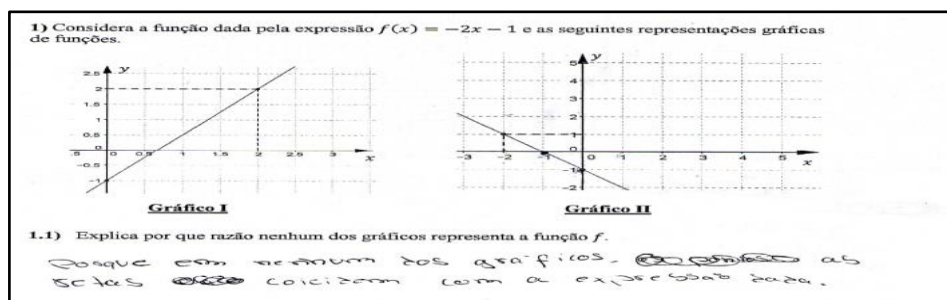 1) Considera a função dada pela expressão f(x) = −2x − 1 e as seguintes representações gráficas
de funções.
2.5 y
2
1.5
1
0.5
0
.5 0 .5 1 1.5 2 2.5 3 x
-0.5
-1
Gráfico I
5 y
4
3
2
1
-3 -2 -1 0 1 2 3 4 5 x
-1
-2
Gráfico II
1.1) Explica por que razão nenhum dos gráficos representa a função f.
Porque em nenhum dos gráficos. as
retas coicidem com a expressão dada.